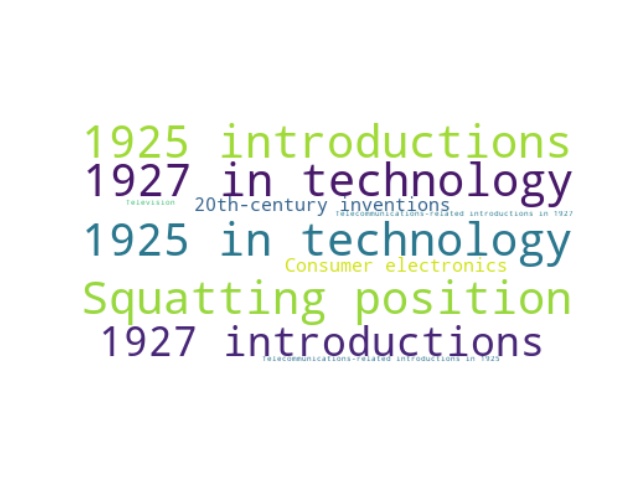 1925 introductions
1927 in technology
Television
20th-century inventions
Telecommunications-related introductions in 1927
1925 in technology
Consumer electronics
Squatting position
1927 introductions
Telecommunications-related introductions in 1925